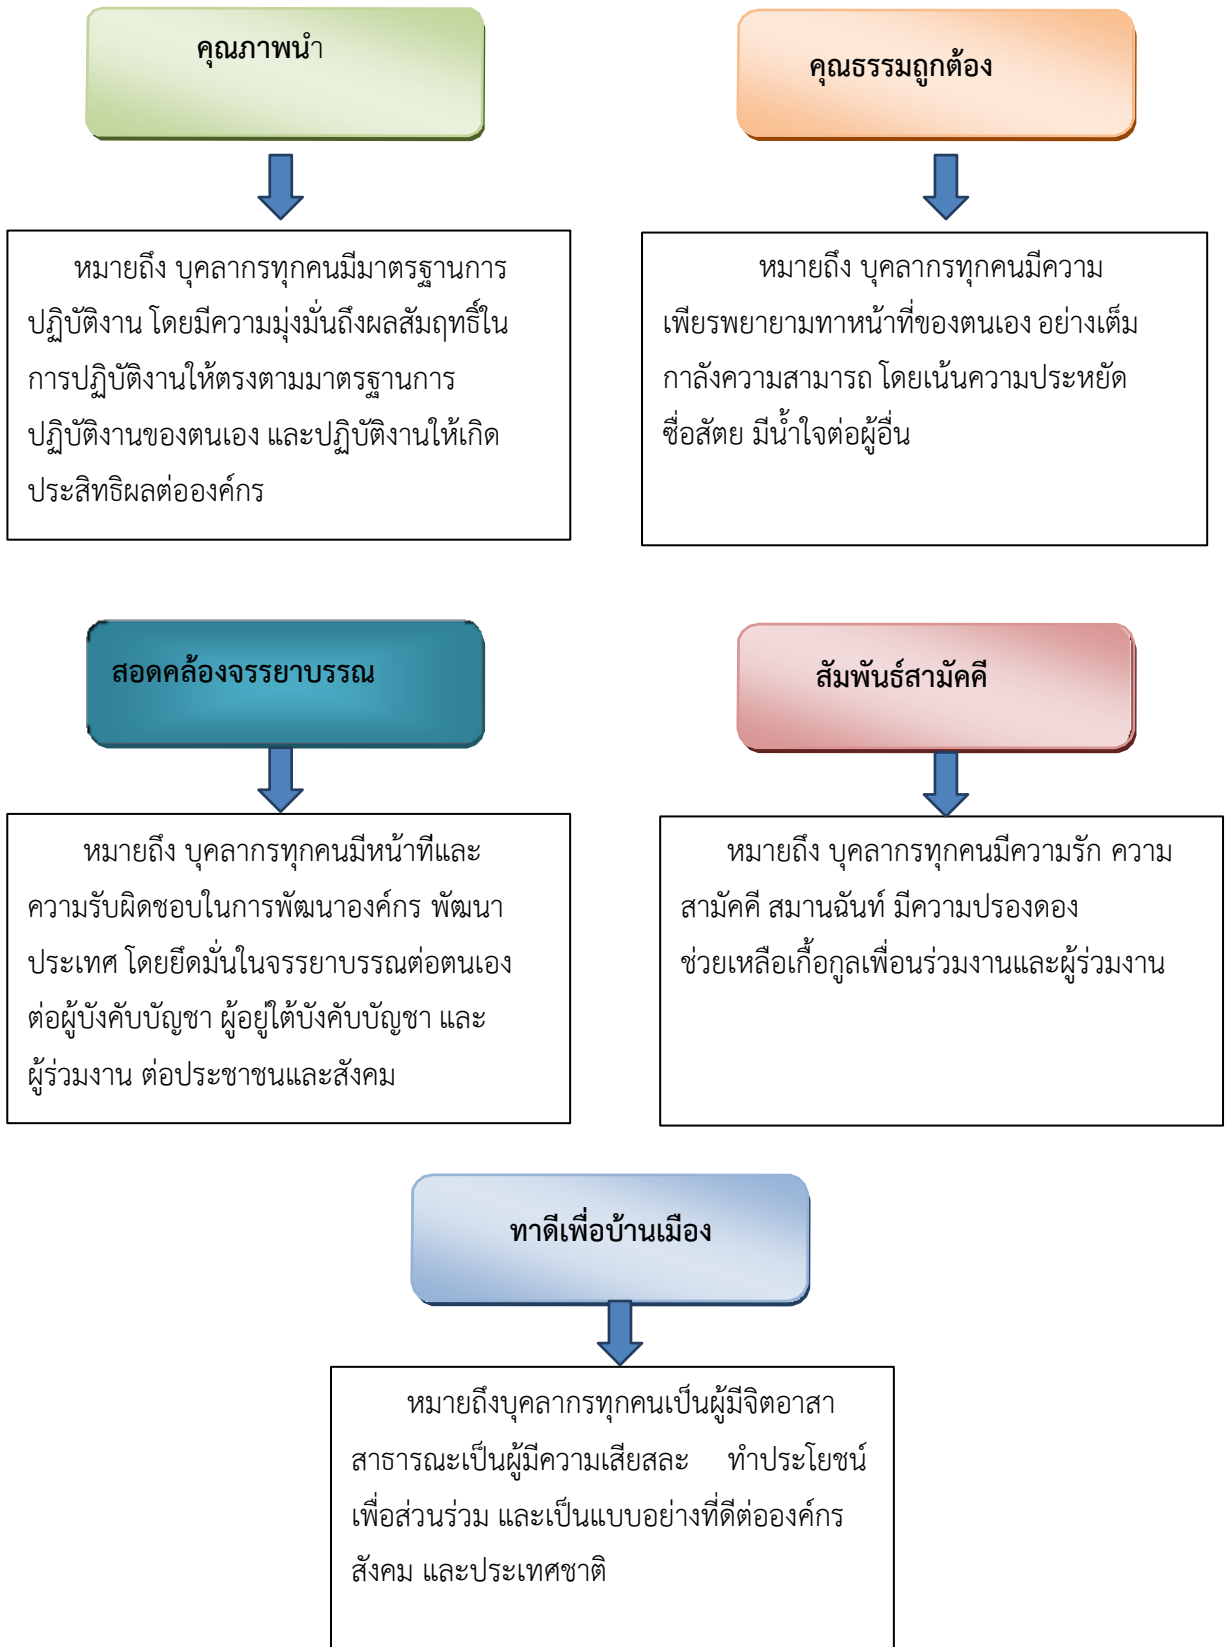 คุณภาพนำ
คุณธรรมถูกต้อง
หมายถึง บุคลากรทุกคนมีมาตรฐานการ
ปฏิบัติงาน โดยมีความมุ่งมั่นถึงผลสัมฤทธิ์ใน
การปฏิบัติงานให้ตรงตามมาตรฐานการ
ปฏิบัติงานของตนเอง และปฏิบัติงานให้เกิด
ประสิทธิผลต่อองค์กร
หมายถึง บุคลากรทุกคนมีความ
เพียรพยายามทาหน้าที่ของตนเอง อย่างเต็ม
กาลังความสามารถ โดยเน้นความประหยัด
ซื่อสัตย มีน้ำใจต่อผู้อื่น
สอดคล้องจรรยาบรรณ
สัมพันธ์สามัคคี
หมายถึง บุคลากรทุกคนมีหน้าทีและ
ความรับผิดชอบในการพัฒนาองค์กร พัฒนา
ประเทศ โดยยึดมั่นในจรรยาบรรณต่อตนเอง
ต่อผู้บังคับบัญชา ผู้อยู่ใต้บังคับบัญชา และ
ผู้ร่วมงาน ต่อประชาชนและสังคม
หมายถึง บุคลากรทุกคนมีความรัก ความ
สามัคคี สมานฉันท์ มีความปรองดอง
ช่วยเหลือเกื้อกูลเพื่อนร่วมงานและผู้ร่วมงาน
ทาดีเพื่อบ้านเมือง
หมายถึงบุคลากรทุกคนเป็นผู้มีจิตอาสา
สาธารณะเป็นผู้มีความเสียสละ ทำประโยชน์
เพื่อส่วนร่วม และเป็นแบบอย่างที่ดีต่อองค์กร
สังคม และประเทศชาติ